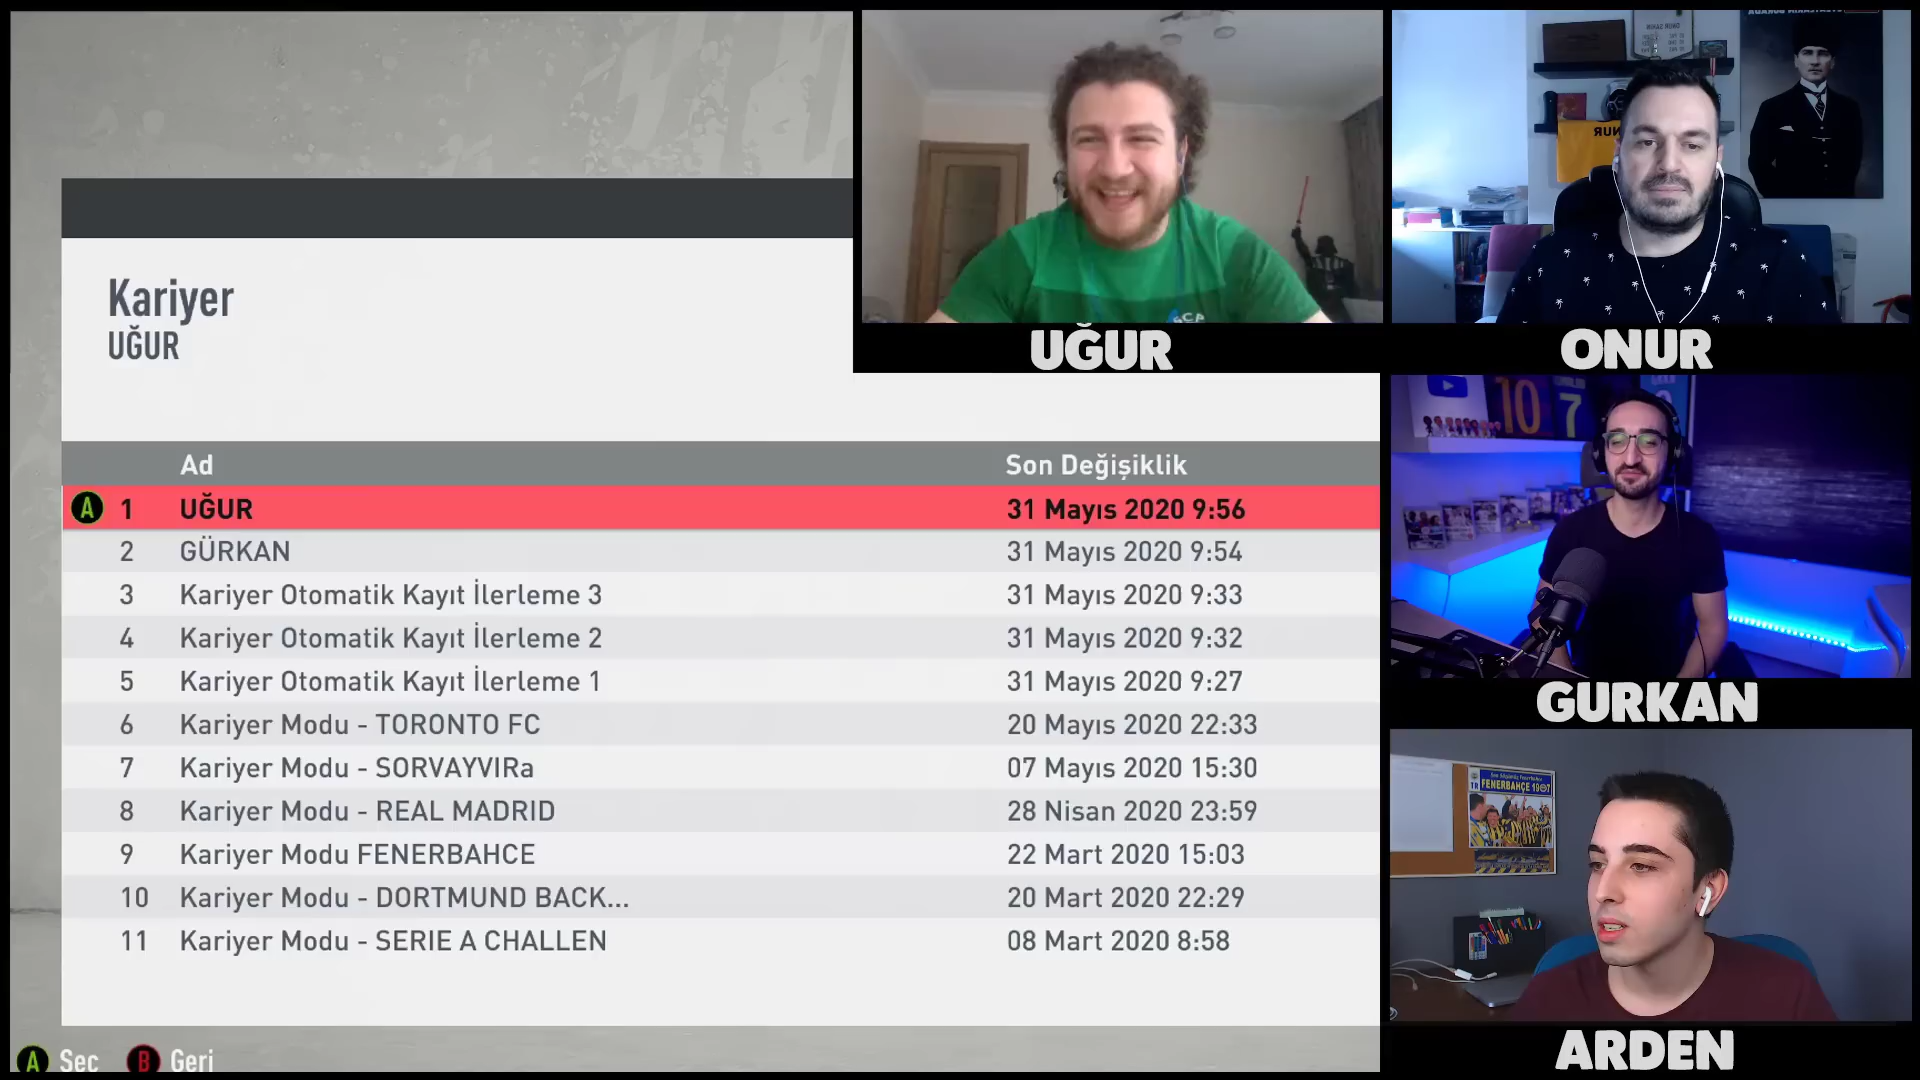 Kariyer
UĞUR
Ad Son Değişiklik
A 1 UĞUR 31 Mayıs 2020 9:56
2 GÜRKAN 31 Mayıs 2020 9:54
3 Kariyer Otomatik Kayıt İlerleme 3 31 Mayıs 2020 9:33
4 Kariyer Otomatik Kayıt İlerleme 2 31 Mayıs 2020 9:32
5 Kariyer Otomatik Kayıt İlerleme 1 31 Mayıs 2020 9:27
6 Kariyer Modu - TORONTO FC 20 Mayıs 2020 22:33
7 Kariyer Modu - SORVAYVIRa 07 Mayıs 2020 15:30
8 Kariyer Modu - REAL MADRID 28 Nisan 2020 23:59
9 Kariyer Modu FENERBAHCE 22 Mart 2020 15:03
10 Kariyer Modu - DORTMUND BACK... 20 Mart 2020 22:29
11 Kariyer Modu - SERIE A CHALLEN 08 Mart 2020 8:58
A Sec B Geri
UĞUR
ONUR
10 7
GURKAN
FENERBAHÇE 1907
ARDEN